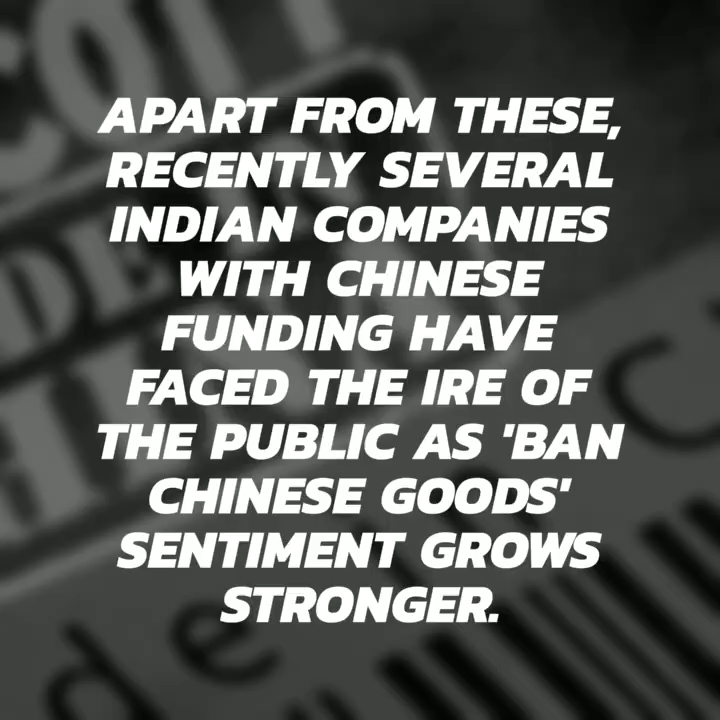 APART FROM THESE,
RECENTLY SEVERAL
INDIAN COMPANIES
WITH CHINESE
FUNDING HAVE
FACED THE IRE OF
THE PUBLIC AS 'BAN
CHINESE GOODS'
SENTIMENT GROWS
STRONGER.